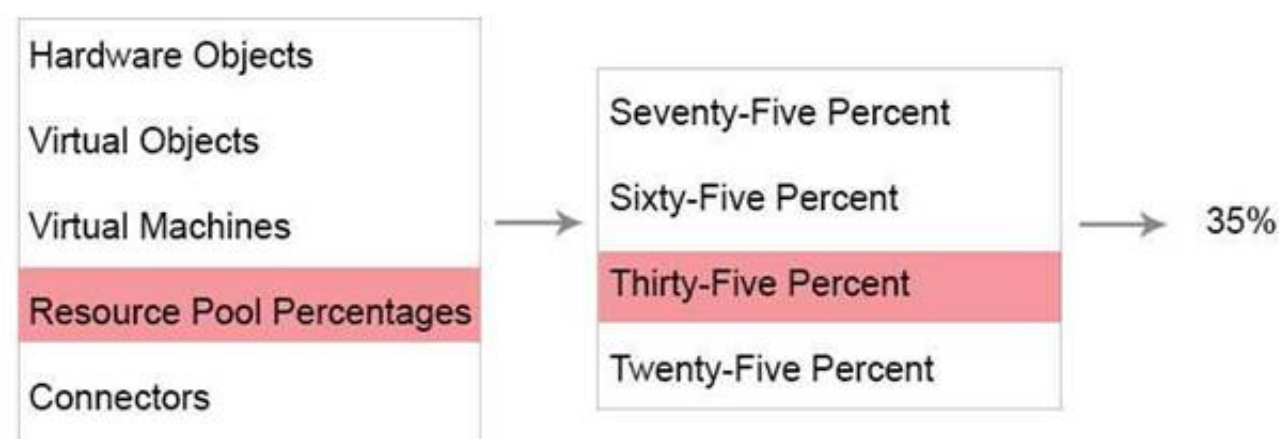 Hardware Objects
Virtual Objects
Virtual Machines
Resource Pool Percentages
Connectors
Seventy-Five Percent
Sixty-Five Percent
Thirty-Five Percent
Twenty-Five Percent
35%